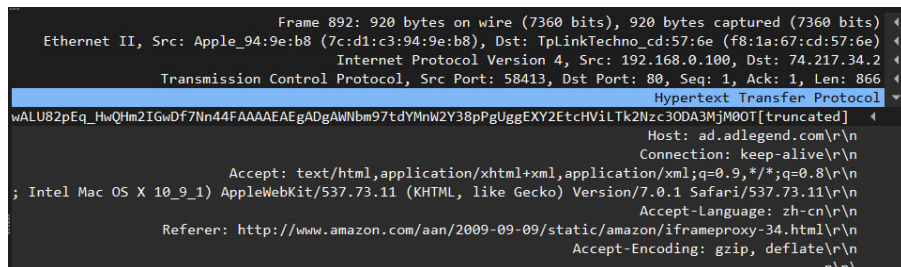 Frame 892: 920 bytes on wire (7360 bits), 920 bytes captured (7360 bits)
Ethernet II, Src: Apple_94:9e:b8 (7c:d1:c3:94:9e:b8), Dst: TpLinkTechno_cd:57:6e (f8:1a:67:cd:57:6e)
Internet Protocol Version 4, Src: 192.168.0.100, Dst: 74.217.34.2
Transmission Control Protocol, Src Port: 58413, Dst Port: 80, Seq: 1, Ack: 1, Len: 866
Hypertext Transfer Protocol
wALU82pEq_HwQHm2IGwDf7Nn44FAAAAEAEgADgAWNbm97tdYMnW2Y38pPgUggEXY2EtcHViLTk2Nzc3ODA3MjM0OT[truncated]
Host: ad.adlegend.com\r\n
Connection: keep-alive\r\n
Accept: text/html,application/xhtml+xml,application/xml;q=0.9,*/*;q=0.8\r\n
; Intel Mac OS X 10_9_1) AppleWebKit/537.73.11 (KHTML, like Gecko) Version/7.0.1 Safari/537.73.11\r\n
Accept-Language: zh-cn\r\n
Referer: http://www.amazon.com/aan/2009-09-09/static/amazon/iframeproxy-34.html\r\n
Accept-Encoding: gzip, deflate\r\n